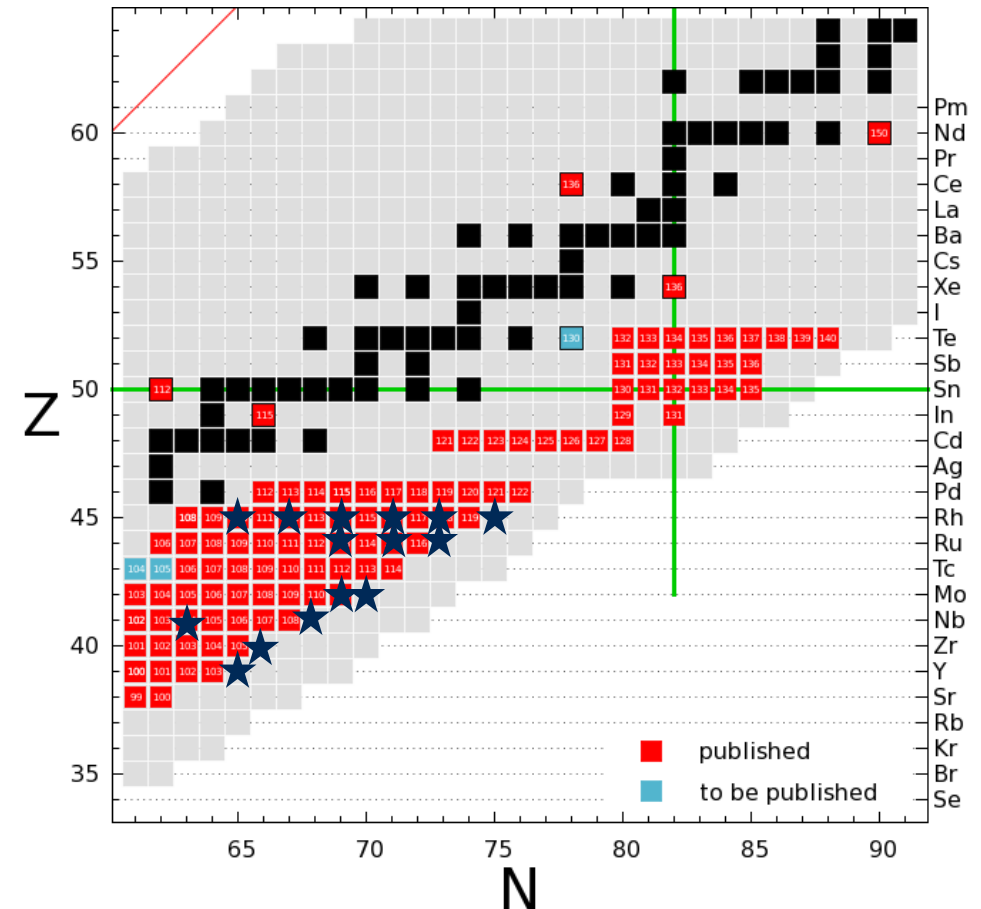 Pm
60 Nd
150
Pr
136 Ce
La
Ba
55 Cs
136 Xe
I
130 132 133 134 135 136 137 138 139 140 Te
131 132 133 134 135 136 Sb
Z 50 112 130 131 132 133 134 135 Sn
115 129 131 In
121 122 123 124 125 126 127 128 Cd
Ag
112 113 114 115 116 117 118 119 120 121 122 Pd
45 108 109 111 113 115 119 Rh
106 107 108 109 110 111 112 114 116 Ru
104 105 106 107 108 109 110 111 112 113 114 Tc
103 104 105 106 107 108 109 110 Mo
102 103 105 106 107 108 Nb
40 101 102 103 104 Zr
100 101 102 103 Y
99 100 Sr
Rb
published Kr
35 Br
to be published Se
65 70 75 80 85 90
N